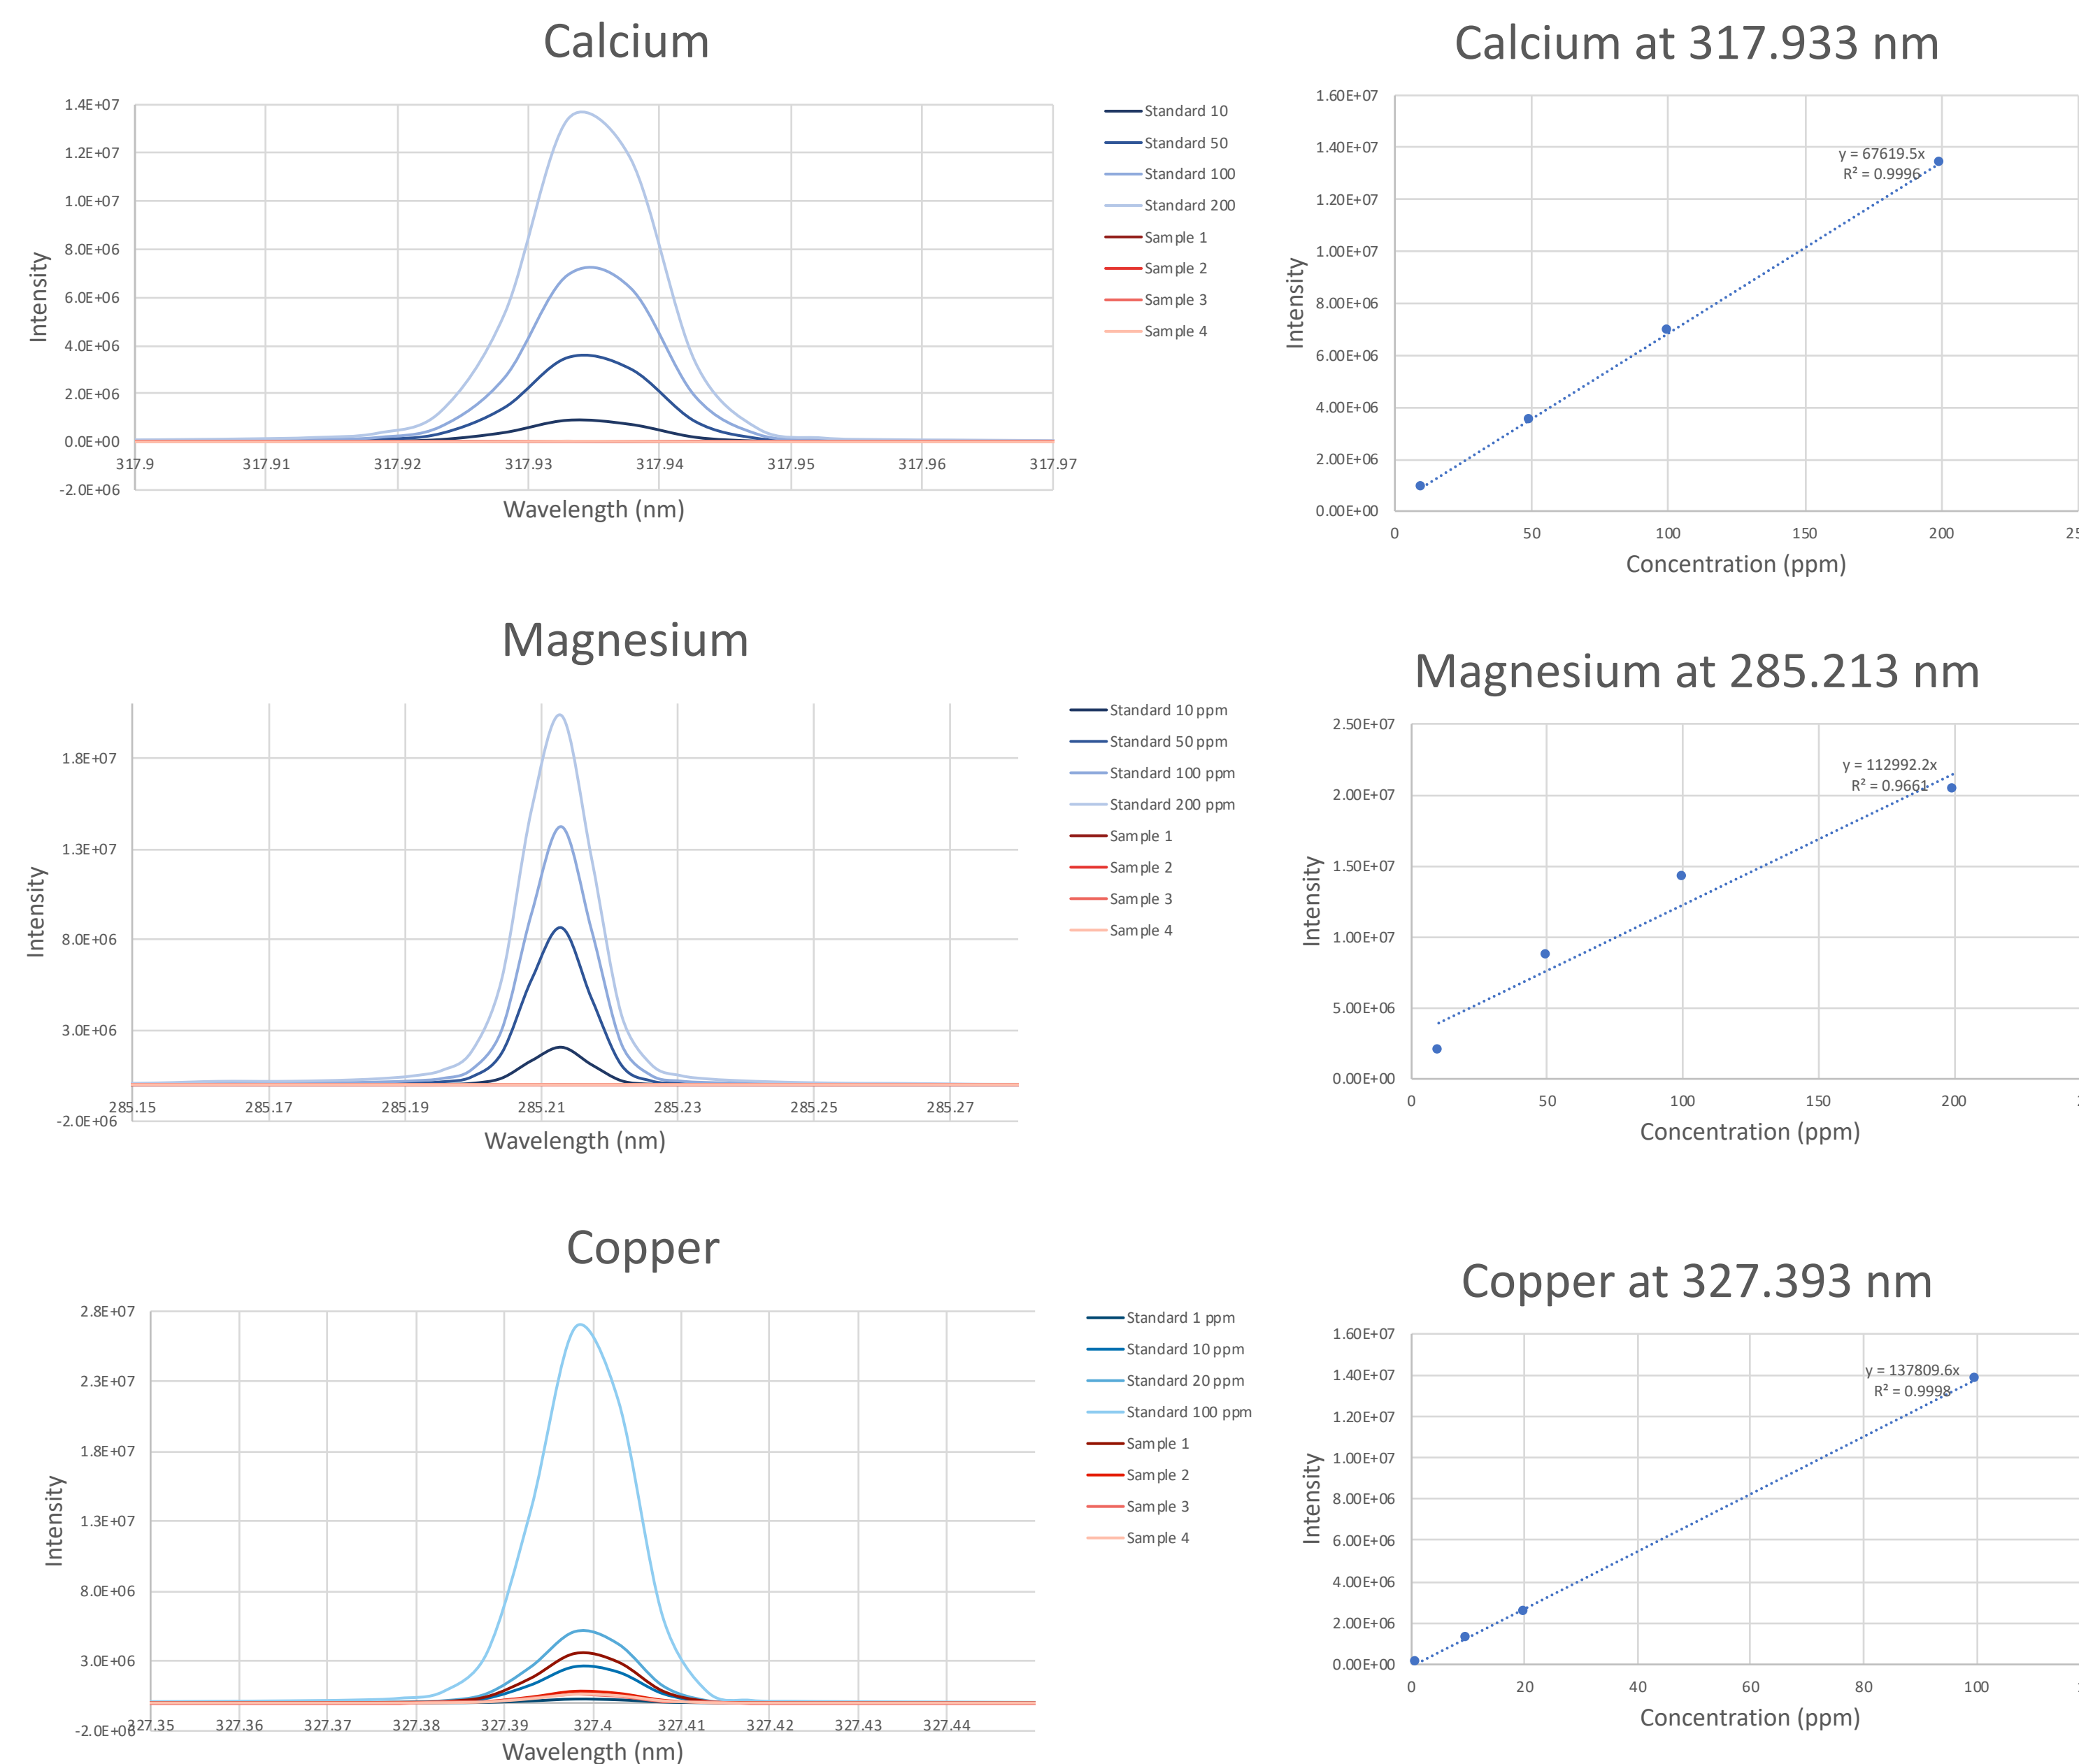 Calcium
1.4E+07
1.2E+07
1.0E+07
8.0E+06
6.0E+06
4.0E+06
2.0E+06
0.0E+00
-2.0E+06
317.9 317.91 317.92 317.93 317.94 317.95 317.96 317.97
Intensity
Wavelength (nm)
Standard 10
Standard 50
Standard 100
Standard 200
Sample 1
Sample 2
Sample 3
Sample 4
Calcium at 317.933 nm
1.60E+07
1.40E+07
1.20E+07
1.00E+07
8.00E+06
6.00E+06
4.00E+06
2.00E+06
0.00E+00
y = 67619.5x
R² = 0.9996
0 50 100 150 200
Intensity
Concentration (ppm)
Magnesium
1.8E+07
1.3E+07
8.0E+06
3.0E+06
-2.0E+06
285.15 285.17 285.19 285.21 285.23 285.25 285.27
Intensity
Wavelength (nm)
Standard 10 ppm
Standard 50 ppm
Standard 100 ppm
Standard 200 ppm
Sample 1
Sample 2
Sample 3
Sample 4
Magnesium at 285.213 nm
2.50E+07
2.00E+07
1.50E+07
1.00E+07
5.00E+06
0.00E+00
y = 112992.2x
R² = 0.9661
0 50 100 150 200
Intensity
Concentration (ppm)
Copper
2.8E+07
2.3E+07
1.8E+07
1.3E+07
8.0E+06
3.0E+06
-2.0E+06
327.35 327.36 327.37 327.38 327.39 327.4 327.41 327.42 327.43 327.44
Intensity
Wavelength (nm)
Standard 1 ppm
Standard 10 ppm
Standard 20 ppm
Standard 100 ppm
Sample 1
Sample 2
Sample 3
Sample 4
Copper at 327.393 nm
1.60E+07
1.40E+07
1.20E+07
1.00E+07
8.00E+06
6.00E+06
4.00E+06
2.00E+06
0.00E+00
y = 137809.6x
R² = 0.9998
0 20 40 60 80 100
Intensity
Concentration (ppm)